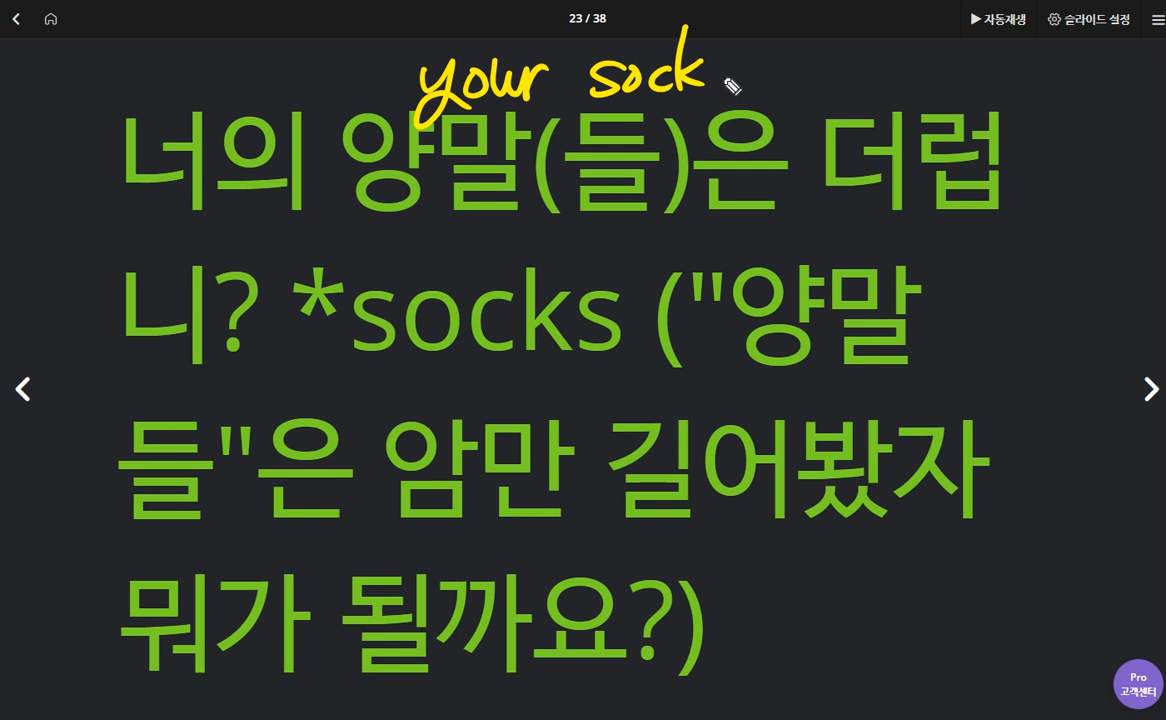 23 / 38
▶ 자동재생
슬라이드 설정
your sock
너의 양말(들)은 더럽
니? *socks ("양말
들"은 암만 길어봤자
뭐가 될까요?)
Pro
고객센터